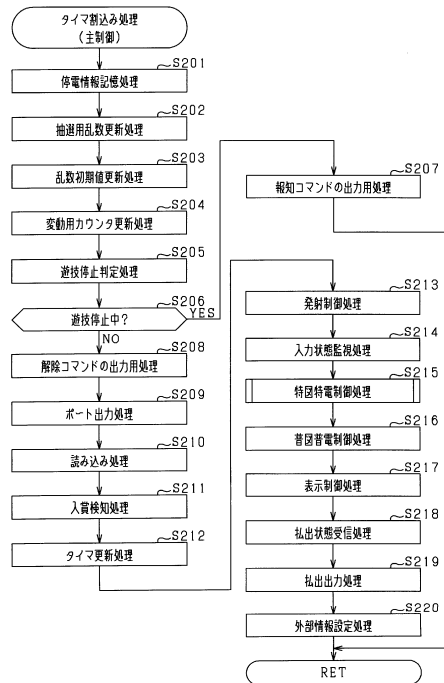 タイマ割込み処理
（主制御）
S201
停電情報記憶処理
S202
抽選用乱数更新処理
S203
乱数初期値更新処理
S204
変動用カウンタ更新処理
S205
遊技停止判定処理
S206
遊技停止中？
YES
NO
S207
報知コマンドの出力用処理
S208
解除コマンドの出力用処理
S209
ポート出力処理
S210
読み込み処理
S211
入賞検知処理
S212
タイマ更新処理
S213
発射制御処理
S214
入力状態監視処理
S215
特図特電制御処理
S216
普図普電制御処理
S217
表示制御処理
S218
払出状態受信処理
S219
払出出力処理
S220
外部情報設定処理
RET